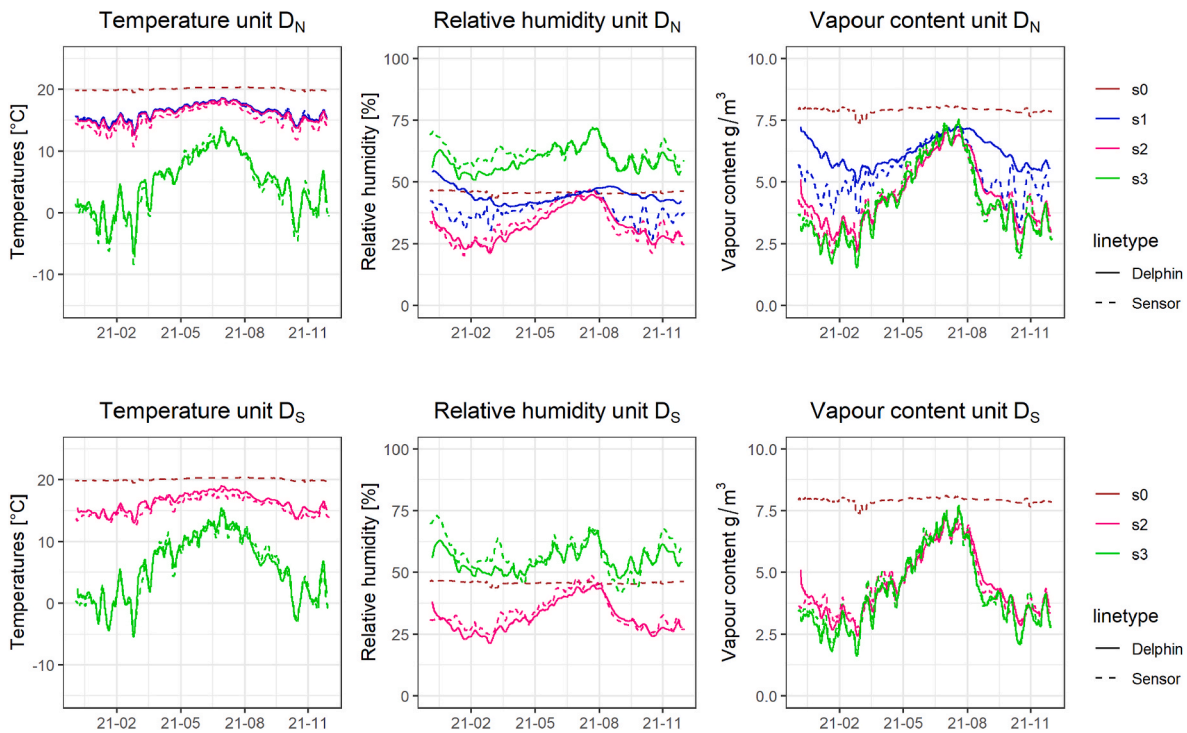 Temperature unit D_N
Relative humidity unit D_N
Vapour content unit D_N
Temperatures [°C]
20
10
0
-10
21-02 21-05 21-08 21-11
Relative humidity [%]
100
75
50
25
0
21-02 21-05 21-08 21-11
Vapour content g/m³
10.0
7.5
5.0
2.5
0.0
21-02 21-05 21-08 21-11
s0
s1
s2
s3
linetype
Delphin
Sensor
Temperature unit D_S
Relative humidity unit D_S
Vapour content unit D_S
Temperatures [°C]
20
10
0
-10
21-02 21-05 21-08 21-11
Relative humidity [%]
100
75
50
25
0
21-02 21-05 21-08 21-11
Vapour content g/m³
10.0
7.5
5.0
2.5
0.0
21-02 21-05 21-08 21-11
s0
s2
s3
linetype
Delphin
Sensor